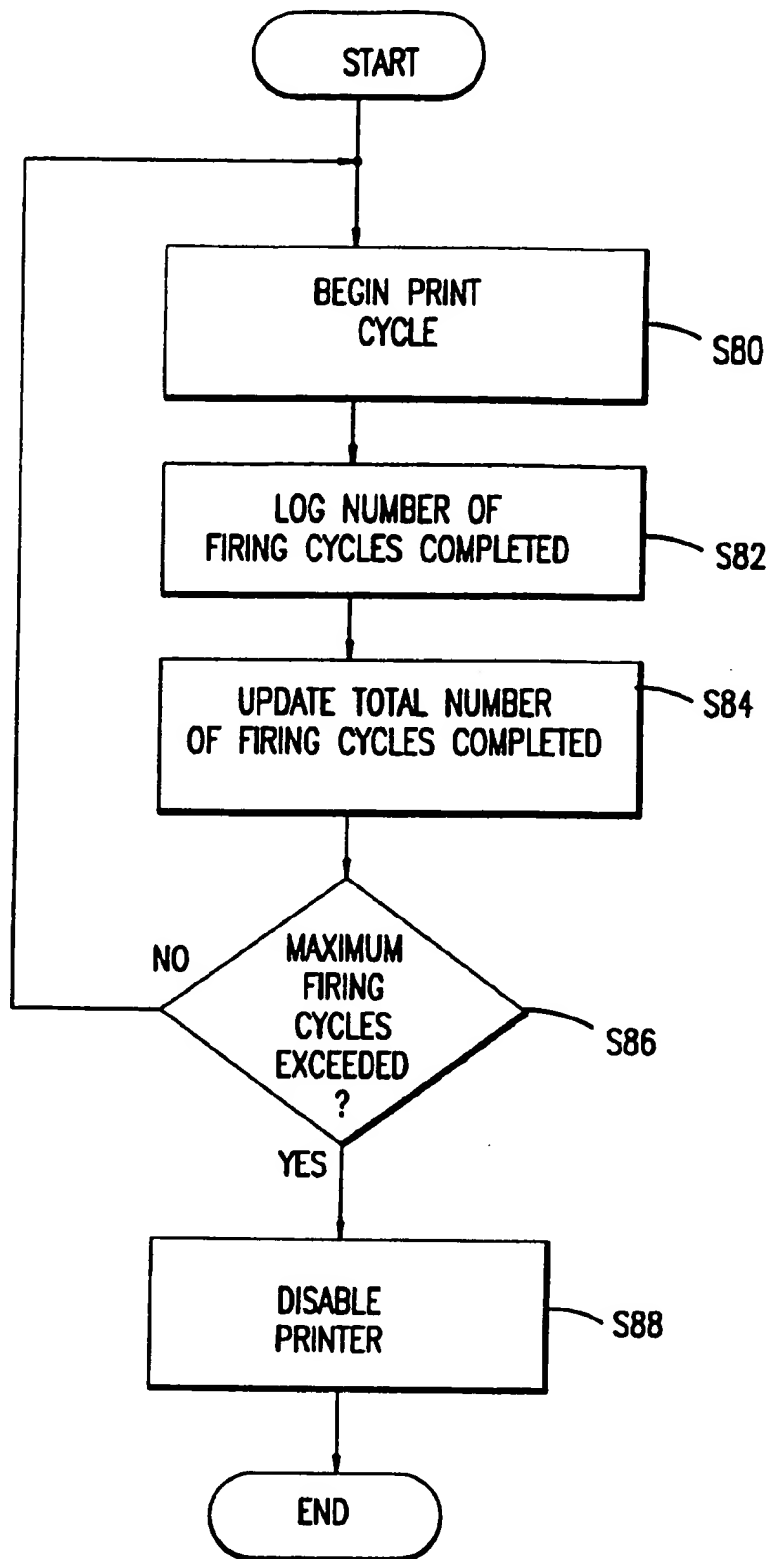 START
BEGIN PRINT
CYCLE
S80
LOG NUMBER OF
FIRING CYCLES COMPLETED
S82
UPDATE TOTAL NUMBER
OF FIRING CYCLES COMPLETED
S84
NO
MAXIMUM
FIRING
CYCLES
EXCEEDED
?
S86
YES
DISABLE
PRINTER
S88
END